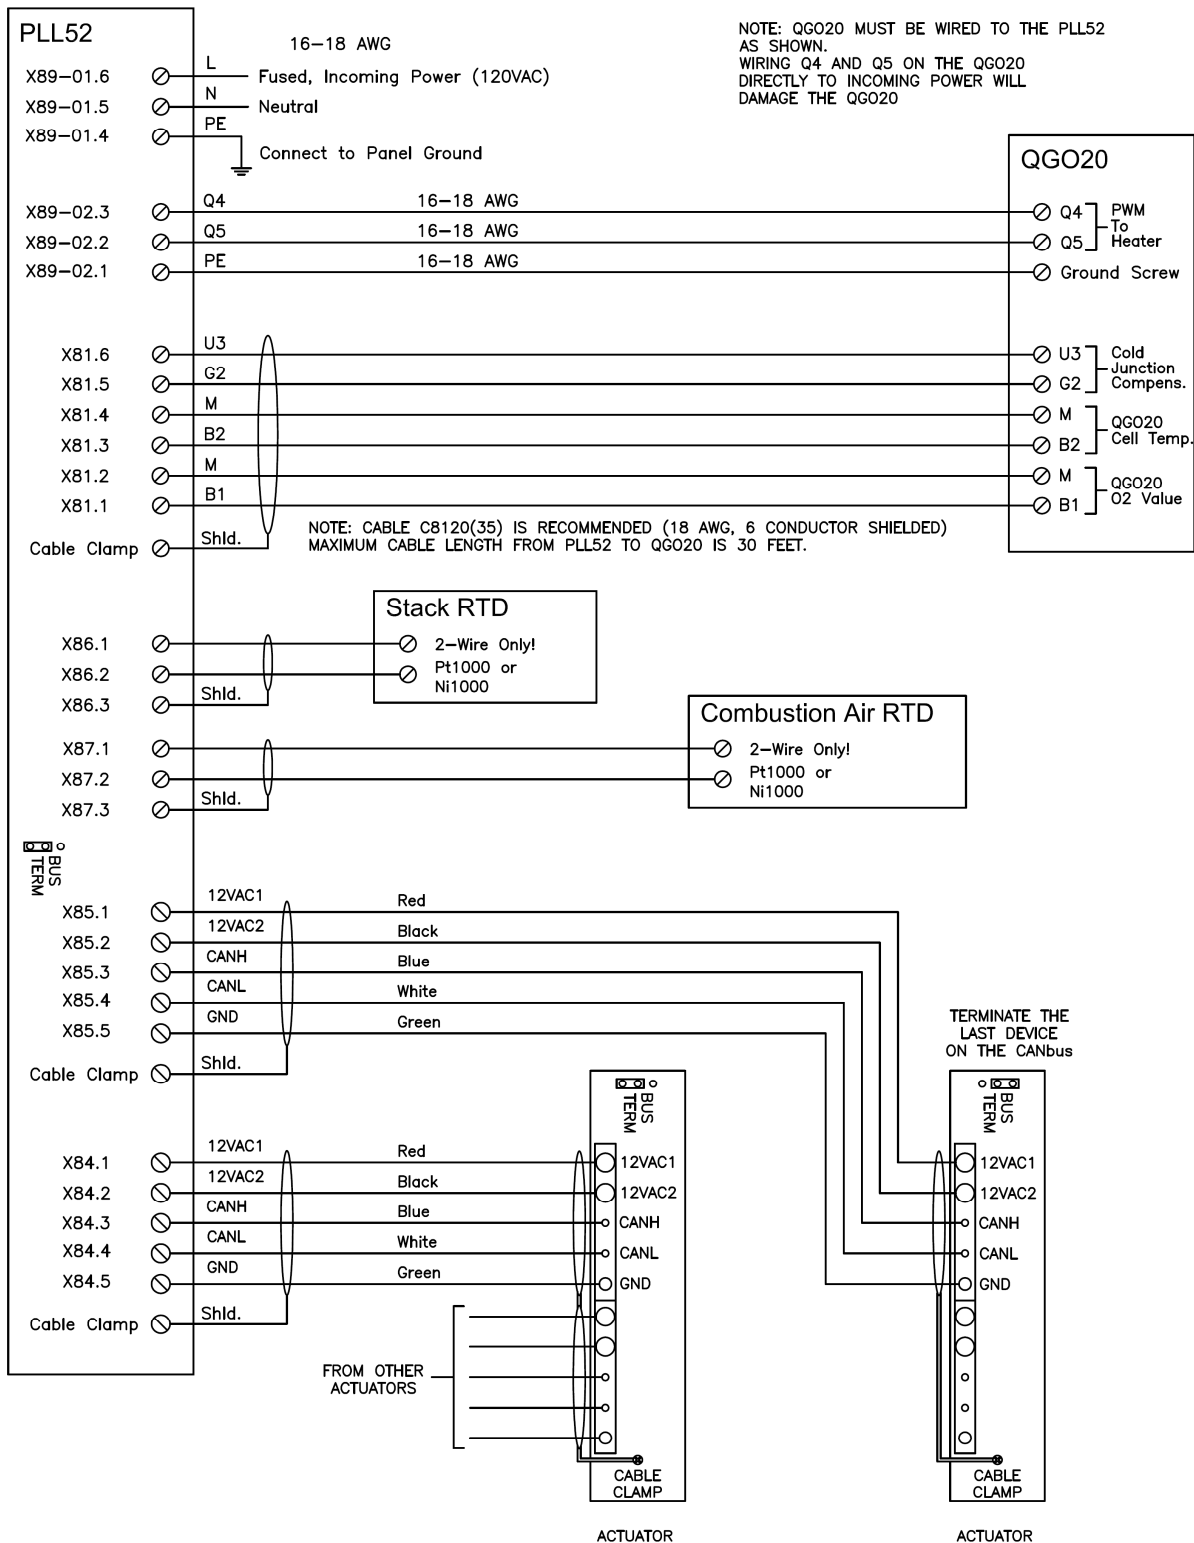 PLL52
16-18 AWG
NOTE: QGO20 MUST BE WIRED TO THE PLL52
AS SHOWN.
WIRING Q4 AND Q5 ON THE QGO20
DIRECTLY TO INCOMING POWER WILL
DAMAGE THE QGO20
X89-01.6 L Fused, Incoming Power (120VAC)
X89-01.5 N Neutral
X89-01.4 PE
Connect to Panel Ground
QGO20
X89-02.3 Q4 16-18 AWG Q4
X89-02.2 Q5 16-18 AWG Q5
PWM
To
Heater
X89-02.1 PE 16-18 AWG Ground Screw
X81.6 U3 U3
X81.5 G2 G2
Cold
Junction
Compens.
X81.4 M M
X81.3 B2 B2
QGO20
Cell Temp.
X81.2 M M
X81.1 B1 B1
QGO20
O2 Value
Cable Clamp Shld.
NOTE: CABLE C8120(35) IS RECOMMENDED (18 AWG, 6 CONDUCTOR SHIELDED)
MAXIMUM CABLE LENGTH FROM PLL52 TO QGO20 IS 30 FEET.
Stack RTD
X86.1 2-Wire Only!
X86.2 Pt1000 or
Ni1000
X86.3 Shld.
Combustion Air RTD
X87.1 2-Wire Only!
X87.2 Pt1000 or
Ni1000
X87.3 Shld.
BUS
TERM
X85.1 12VAC1 Red
X85.2 12VAC2 Black
X85.3 CANH Blue
X85.4 CANL White
X85.5 GND Green
Cable Clamp Shld.
TERMINATE THE
LAST DEVICE
ON THE CANbus
BUS
TERM
BUS
TERM
X84.1 12VAC1 Red 12VAC1 12VAC1
X84.2 12VAC2 Black 12VAC2 12VAC2
X84.3 CANH Blue CANH CANH
X84.4 CANL White CANL CANL
X84.5 GND Green GND GND
Cable Clamp Shld.
FROM OTHER
ACTUATORS
CABLE
CLAMP
CABLE
CLAMP
ACTUATOR
ACTUATOR